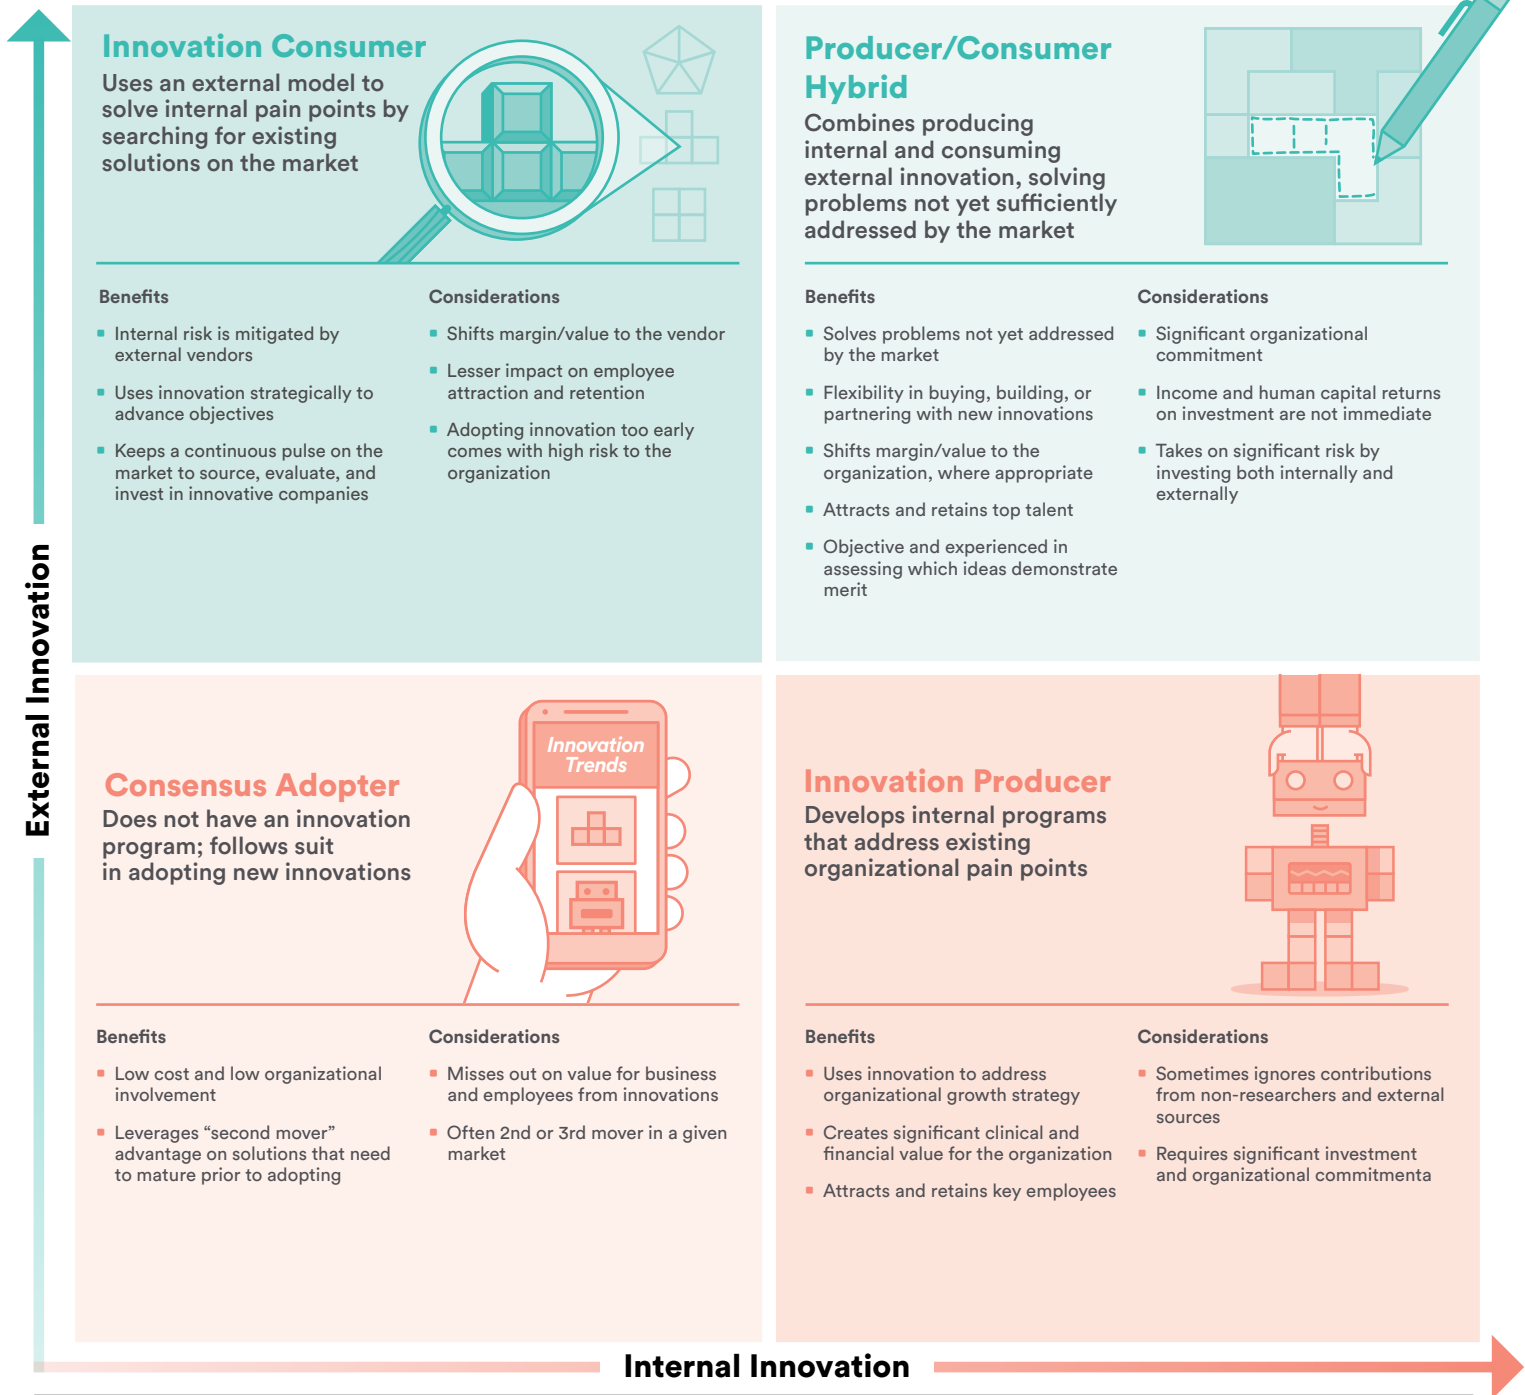 Innovation Consumer
Uses an external model to
solve internal pain points by
searching for existing
solutions on the market
Benefits
Internal risk is mitigated by
external vendors
Uses innovation strategically to
advance objectives
Keeps a continuous pulse on the
market to source, evaluate, and
invest in innovative companies
Considerations
Shifts margin/value to the vendor
Lesser impact on employee
attraction and retention
Adopting innovation too early
comes with high risk to the
organization
Producer/Consumer
Hybrid
Combines producing
internal and consuming
external innovation, solving
problems not yet sufficiently
addressed by the market
Benefits
Solves problems not yet addressed
by the market
Flexibility in buying, building, or
partnering with new innovations
Shifts margin/value to the
organization, where appropriate
Attracts and retains top talent
Objective and experienced in
assessing which ideas demonstrate
merit
Considerations
Significant organizational
commitment
Income and human capital returns
on investment are not immediate
Takes on significant risk by
investing both internally and
externally
External Innovation
Consensus Adopter
Does not have an innovation
program; follows suit
in adopting new innovations
Innovation
Trends
Benefits
Low cost and low organizational
involvement
Leverages “second mover”
advantage on solutions that need
to mature prior to adopting
Considerations
Misses out on value for business
and employees from innovations
Often 2nd or 3rd mover in a given
market
Innovation Producer
Develops internal programs
that address existing
organizational pain points
Benefits
Uses innovation to address
organizational growth strategy
Creates significant clinical and
financial value for the organization
Attracts and retains key employees
Considerations
Sometimes ignores contributions
from non-researchers and external
sources
Requires significant investment
and organizational commitmenta
Internal Innovation